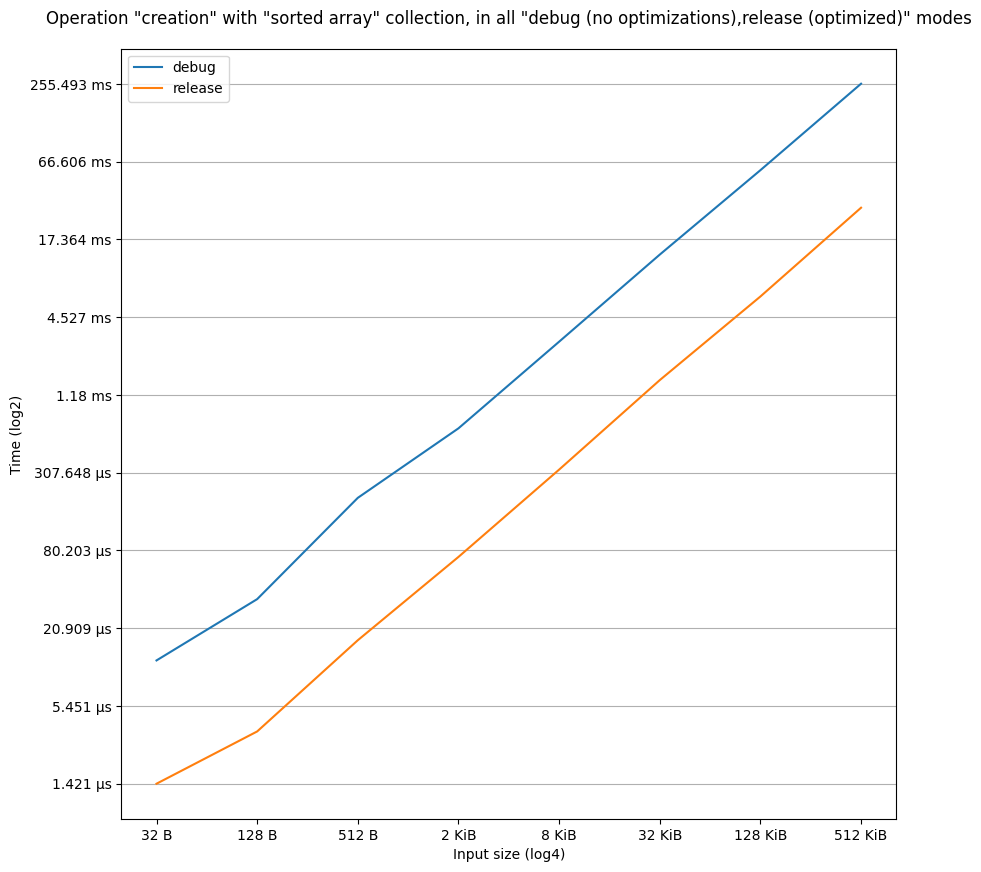 Operation "creation" with "sorted array" collection, in all "debug (no optimizations),release (optimized)" modes
debug
release
255.493 ms
66.606 ms
17.364 ms
4.527 ms
1.18 ms
307.648 µs
80.203 µs
20.909 µs
5.451 µs
1.421 µs
Time (log2)
32 B
128 B
512 B
2 KiB
8 KiB
32 KiB
128 KiB
512 KiB
Input size (log4)